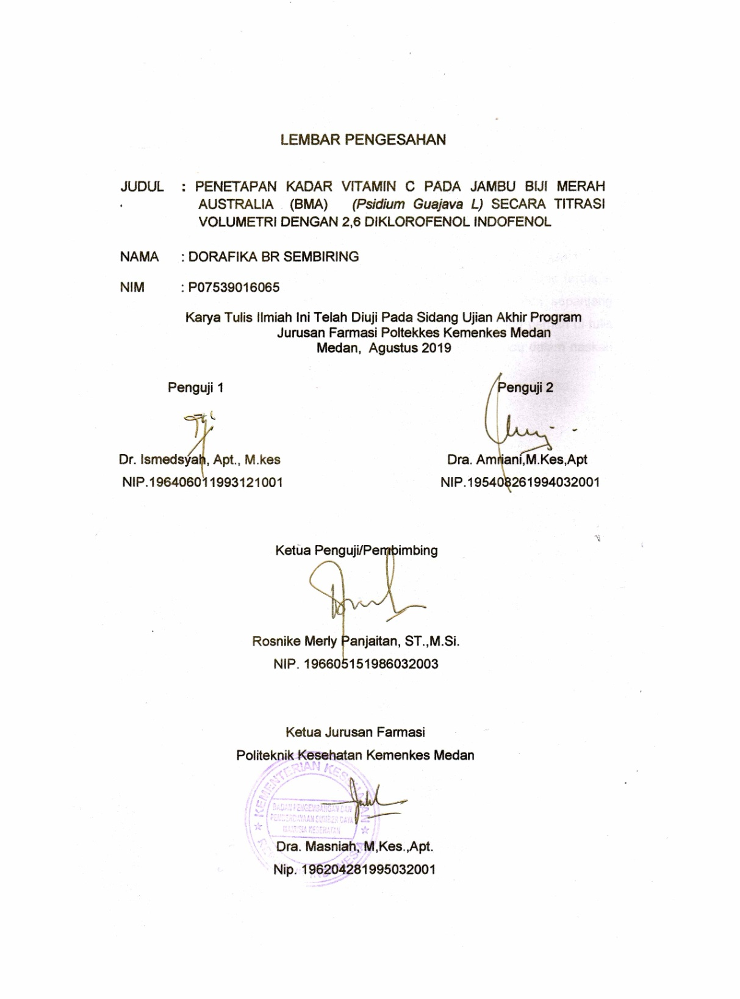 LEMBAR PENGESAHAN
JUDUL : PENETAPAN KADAR VITAMIN C PADA JAMBU BIJI MERAH
AUSTRALIA (BMA) (Psidium Guajava L) SECARA TITRASI
VOLUMETRI DENGAN 2,6 DIKLOROFENOL INDOFENOL
NAMA : DORAFIKA BR SEMBIRING
NIM : P07539016065
Karya Tulis Ilmiah Ini Telah Diuji Pada Sidang Ujian Akhir Program
Jurusan Farmasi Poltekkes Kemenkes Medan
Medan, Agustus 2019
Penguji 1
Penguji 2
Dr. Ismedsyah, Apt., M.kes
Dra. Amriani,M.Kes,Apt
NIP.196406011993121001
NIP.195408261994032001
Ketua Penguji/Pembimbing
Rosnike Merly Panjaitan, ST.,M.Si.
NIP. 196605151986032003
Ketua Jurusan Farmasi
Politeknik Kesehatan Kemenkes Medan
KEMENTERIAN KESEHATAN
BADAN PENGEMBANGAN DAN
PEMBERDAYAAN SUMBER DAYA
MANUSIA KESEHATAN
Dra. Masniah, M,Kes.,Apt.
Nip. 196204281995032001